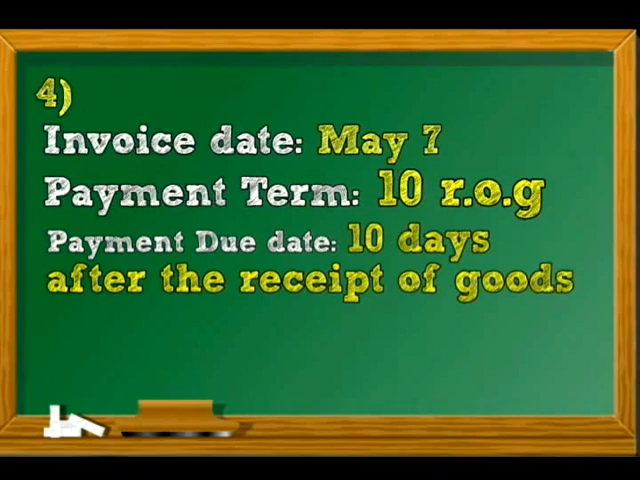 4)
Invoice date: May 7
Payment Term: 10 r.o.g
Payment Due date: 10 days
after the receipt of goods